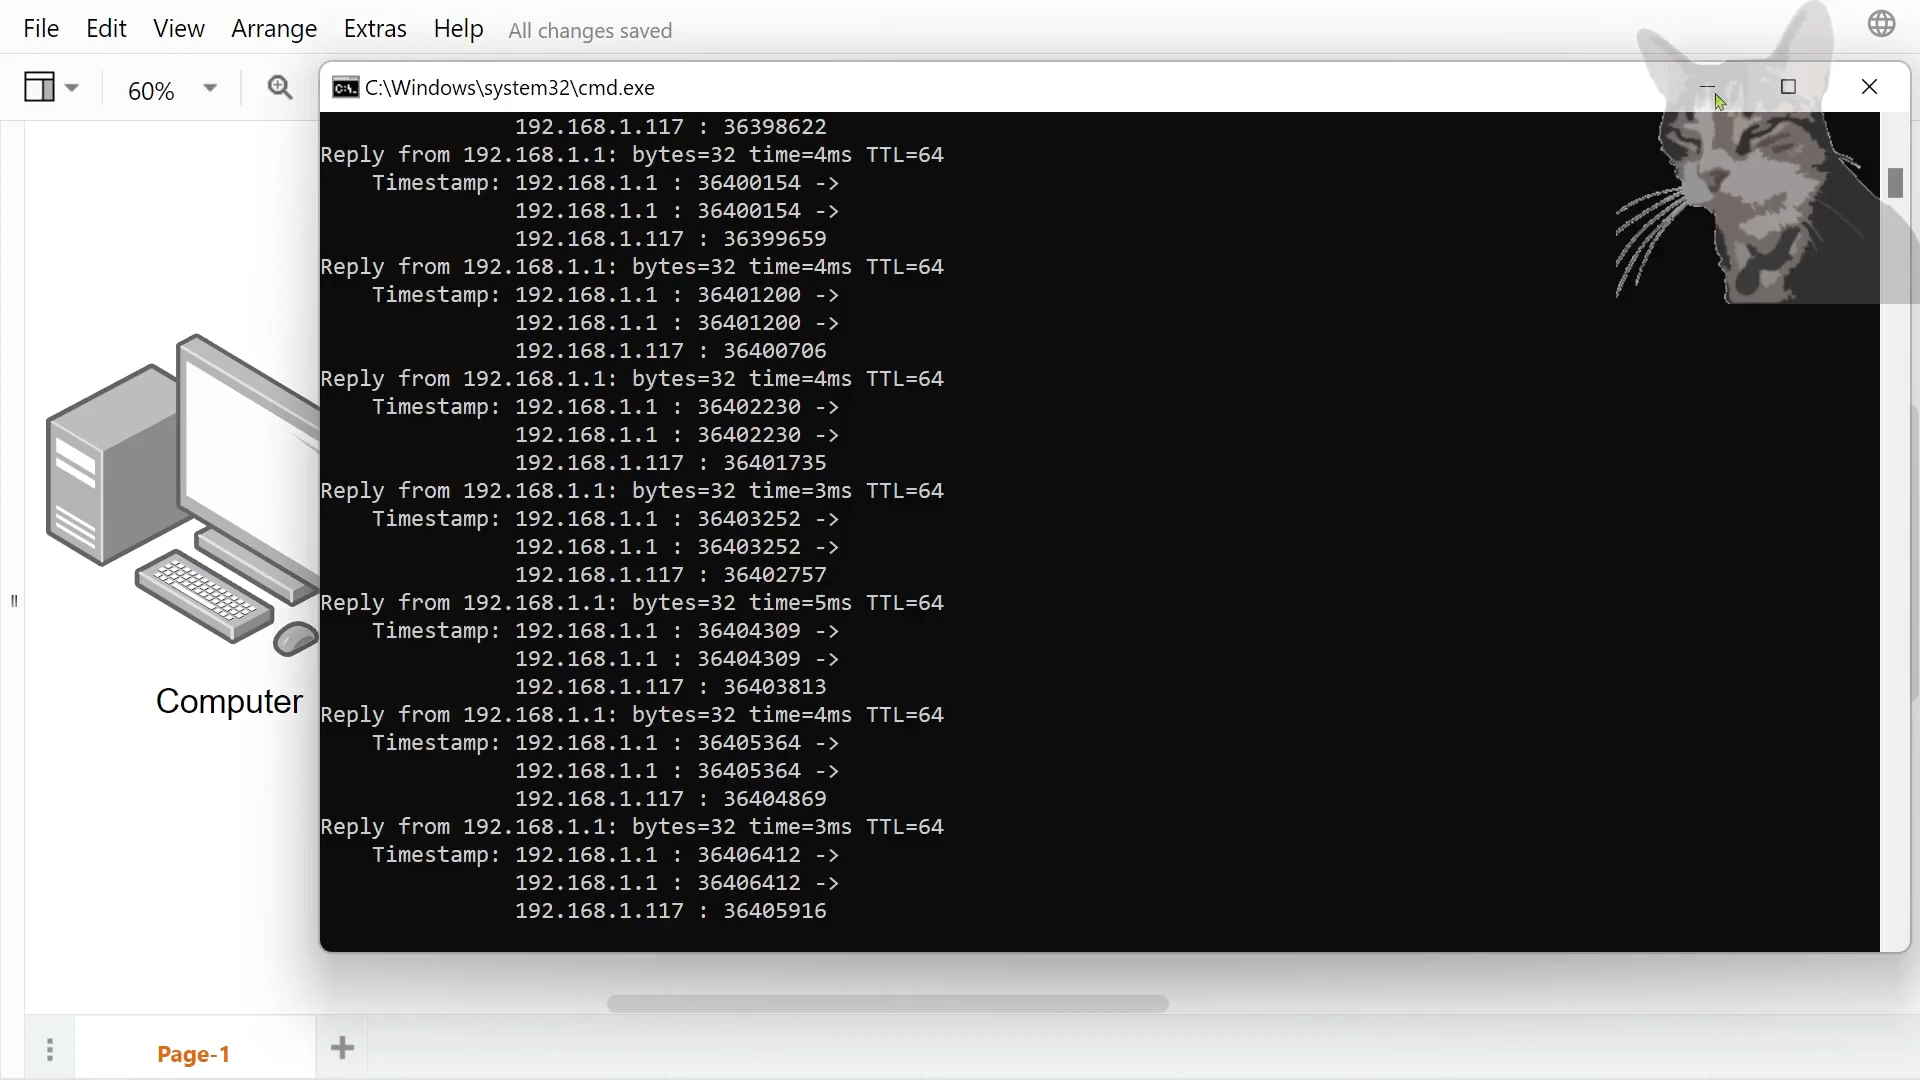 File Edit View Arrange Extras Help All changes saved
60%
C:\Windows\system32\cmd.exe
192.168.1.117 : 36398622
Reply from 192.168.1.1: bytes=32 time=4ms TTL=64
Timestamp: 192.168.1.1 : 36400154 ->
192.168.1.1 : 36400154 ->
192.168.1.117 : 36399659
Reply from 192.168.1.1: bytes=32 time=4ms TTL=64
Timestamp: 192.168.1.1 : 36401200 ->
192.168.1.1 : 36401200 ->
192.168.1.117 : 36400706
Reply from 192.168.1.1: bytes=32 time=4ms TTL=64
Timestamp: 192.168.1.1 : 36402230 ->
192.168.1.1 : 36402230 ->
192.168.1.117 : 36401735
Reply from 192.168.1.1: bytes=32 time=3ms TTL=64
Timestamp: 192.168.1.1 : 36403252 ->
192.168.1.1 : 36403252 ->
192.168.1.117 : 36402757
Reply from 192.168.1.1: bytes=32 time=5ms TTL=64
Timestamp: 192.168.1.1 : 36404309 ->
192.168.1.1 : 36404309 ->
192.168.1.117 : 36403813
Reply from 192.168.1.1: bytes=32 time=4ms TTL=64
Timestamp: 192.168.1.1 : 36405364 ->
192.168.1.1 : 36405364 ->
192.168.1.117 : 36404869
Reply from 192.168.1.1: bytes=32 time=3ms TTL=64
Timestamp: 192.168.1.1 : 36406412 ->
192.168.1.1 : 36406412 ->
192.168.1.117 : 36405916
Computer
Page-1